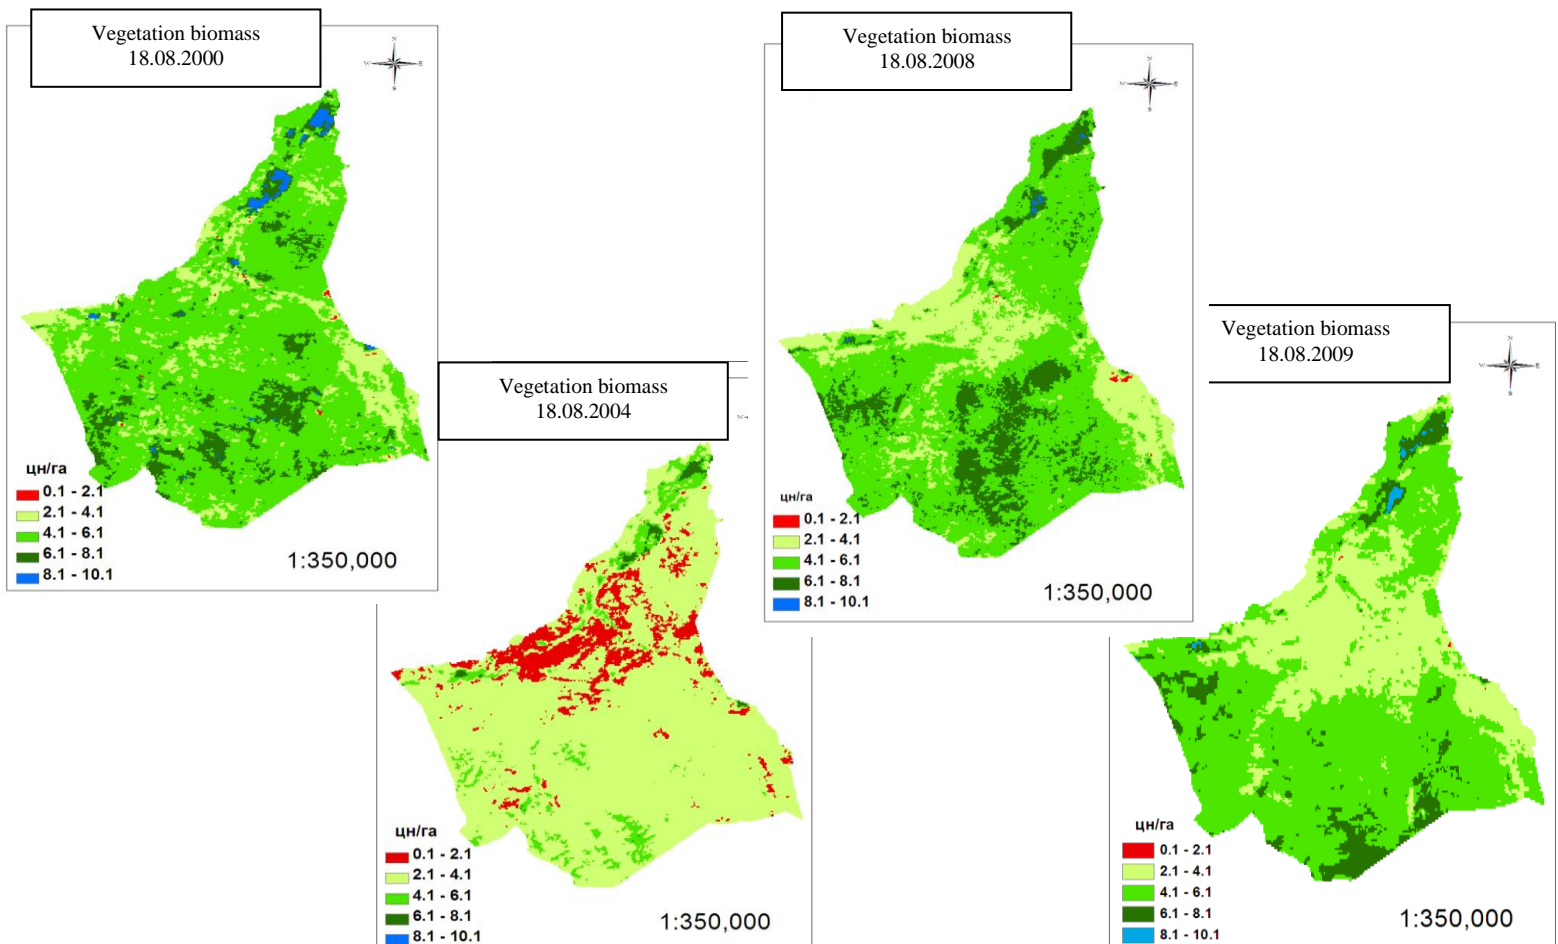 Vegetation biomass
18.08.2000
N
W
E
S
цн/га
0.1 - 2.1
2.1 - 4.1
4.1 - 6.1
6.1 - 8.1
8.1 - 10.1
1:350,000
Vegetation biomass
18.08.2004
W
цн/га
0.1 - 2.1
2.1 - 4.1
4.1 - 6.1
6.1 - 8.1
8.1 - 10.1
1:350,000
Vegetation biomass
18.08.2008
N
W
E
S
цн/га
0.1 - 2.1
2.1 - 4.1
4.1 - 6.1
6.1 - 8.1
8.1 - 10.1
1:350,000
Vegetation biomass
18.08.2009
N
W
E
S
цн/га
0.1 - 2.1
2.1 - 4.1
4.1 - 6.1
6.1 - 8.1
8.1 - 10.1
1:350,000